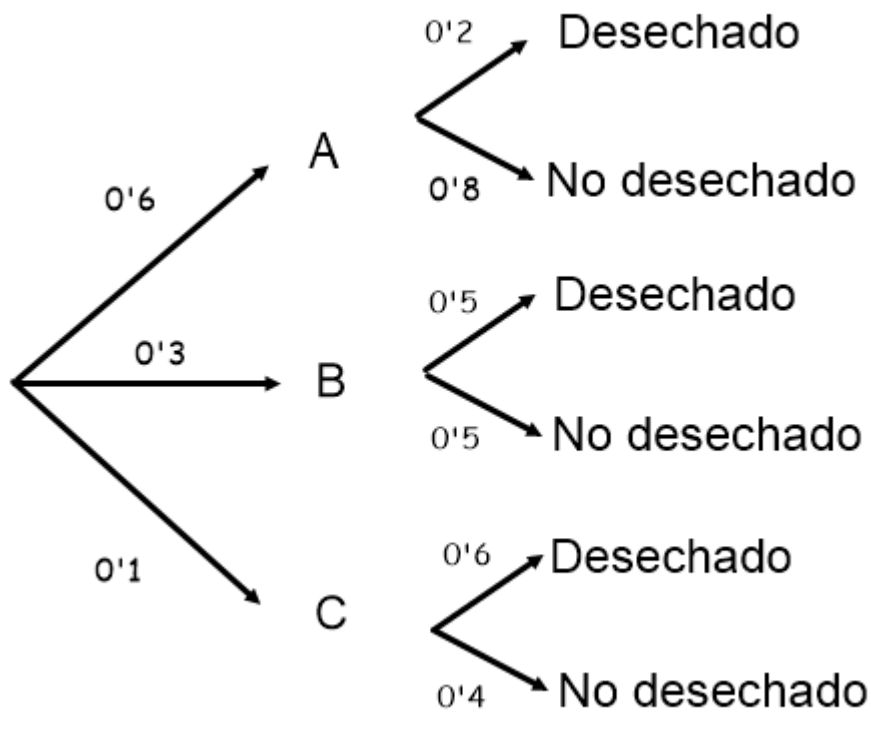 0'2 Desechado
A
0'6
0'8 No desechado
0'5 Desechado
0'3
B
0'5 No desechado
0'6 Desechado
0'1
C
0'4 No desechado